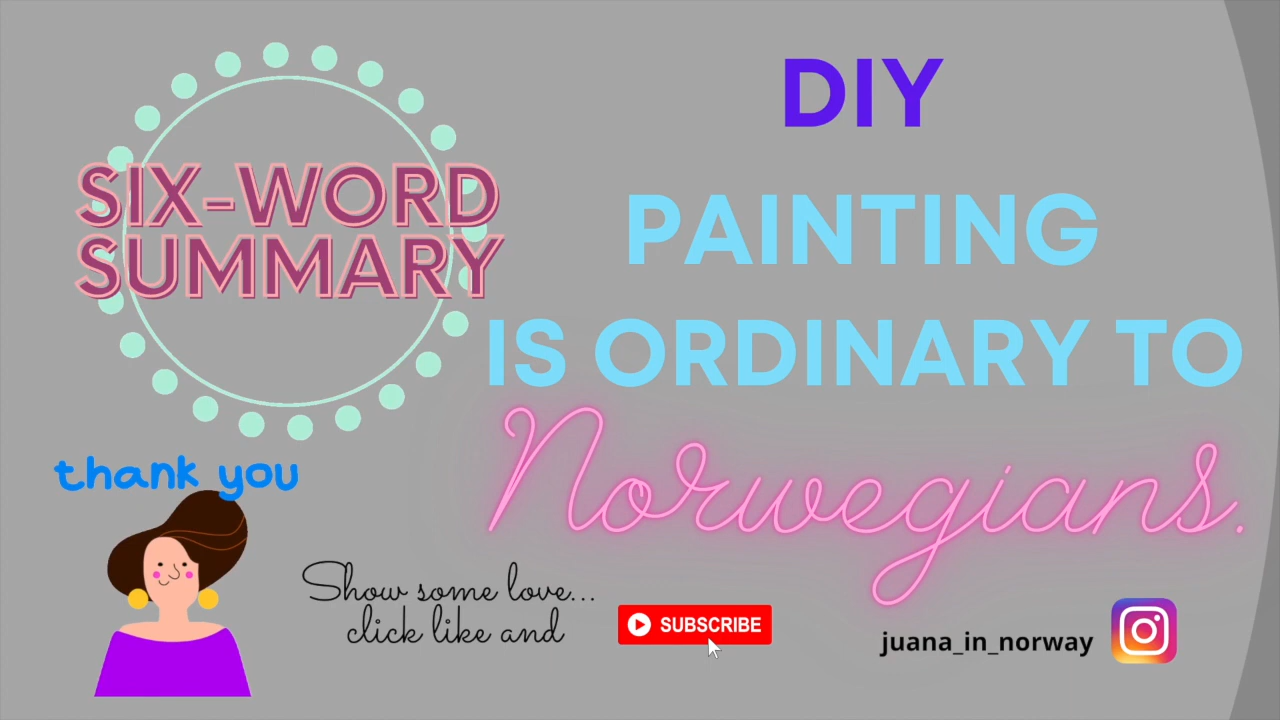 SIX-WORD
SUMMARY
DIY
PAINTING
IS ORDINARY TO
Norwegians.
thank you
Show some love...
click like and
SUBSCRIBE
juana_in_norway